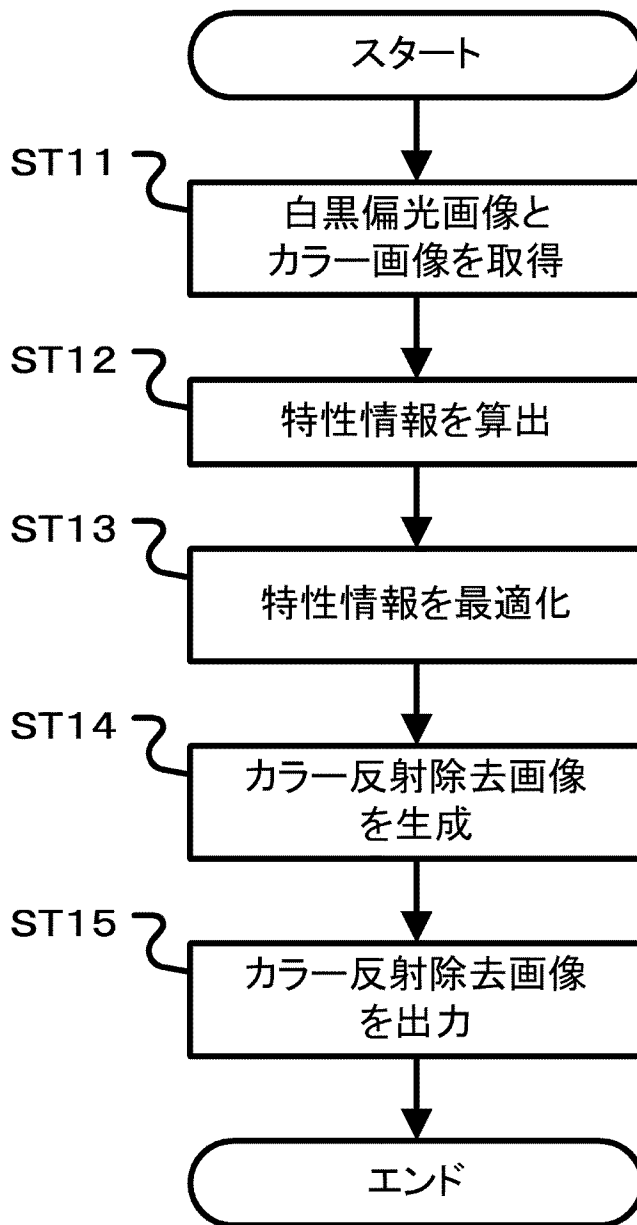 スタート
ST11
白黒偏光画像と
カラー画像を取得
ST12
特性情報を算出
ST13
特性情報を最適化
ST14
カラー反射除去画像
を生成
ST15
カラー反射除去画像
を出力
エンド